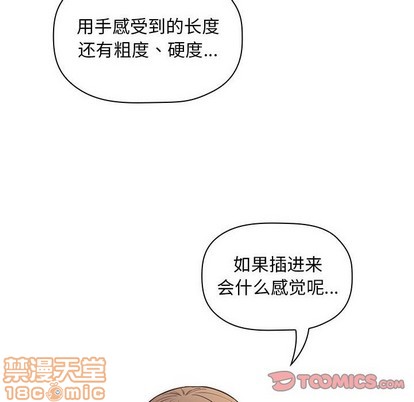 用手感受到的长度
还有粗度、硬度...
如果插进来
会什么感觉呢...
禁漫天堂
18comic
TOOMICS.COM